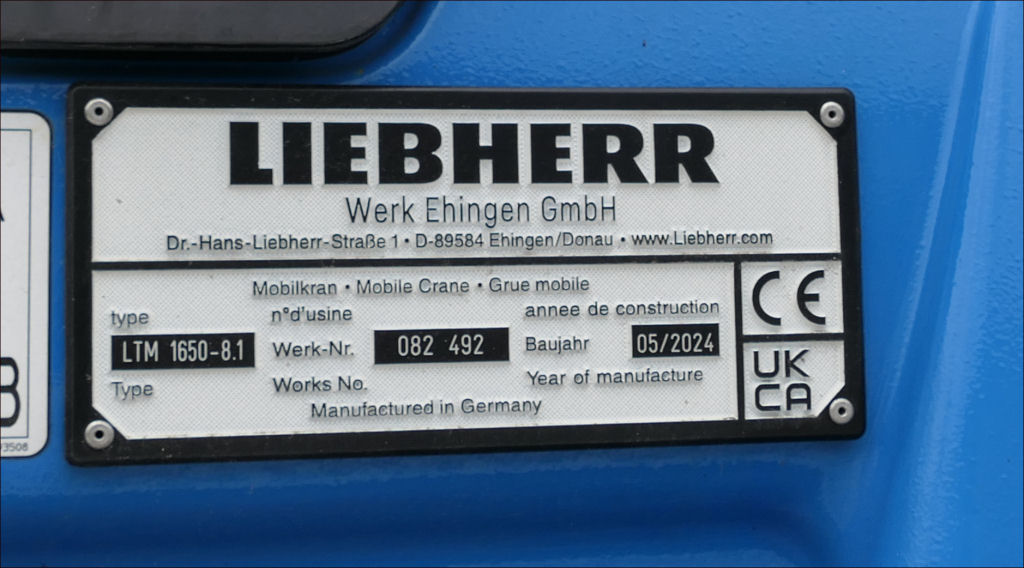 LIEBHERR
Werk Ehingen GmbH
Dr.-Hans-Liebherr-Straße 1 • D-89584 Ehingen/Donau • www.Liebherr.com
Mobilkran • Mobile Crane • Grue mobile
type n°d'usine annee de construction
LTM 1650-8.1 Werk-Nr. 082 492 Baujahr 05/2024
Type Works No. Year of manufacture
Manufactured in Germany
CE
UK
CA
B
3508